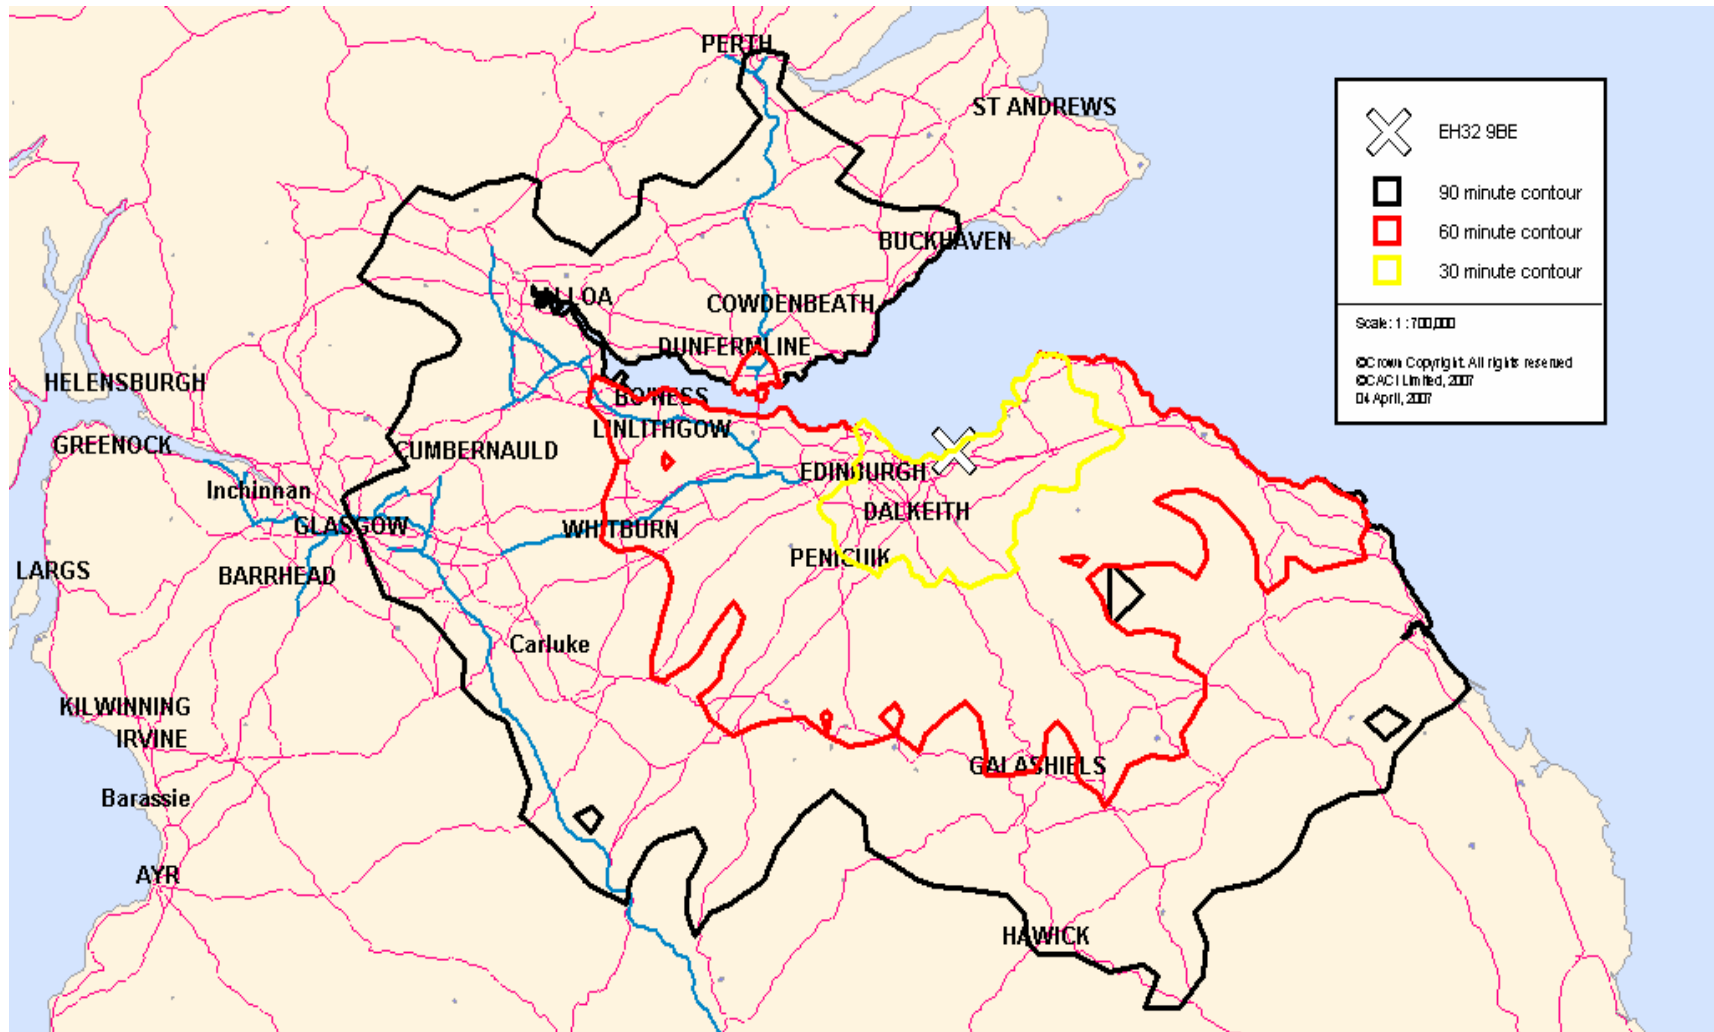 PERTH
ST ANDREWS
BUCKHAVEN
ALLOA
COWDENBEATH
DUNFERMLINE
HELENSBURGH
BO'NESS
LINLITHGOW
GREENOCK
CUMBERNAULD
EDINBURGH
Inchinnan
DALKEITH
GLASGOW
WHITBURN
PENICUIK
LARGS
BARRHEAD
Carluke
KILWINNING
IRVINE
GALASHIELS
Barassie
AYR
HAWICK
EH32 9BE
90 minute contour
60 minute contour
30 minute contour
Scale: 1 : 700,000
©Crown Copyright. All rights reserved
©CACI Limited, 2007
04 April, 2007